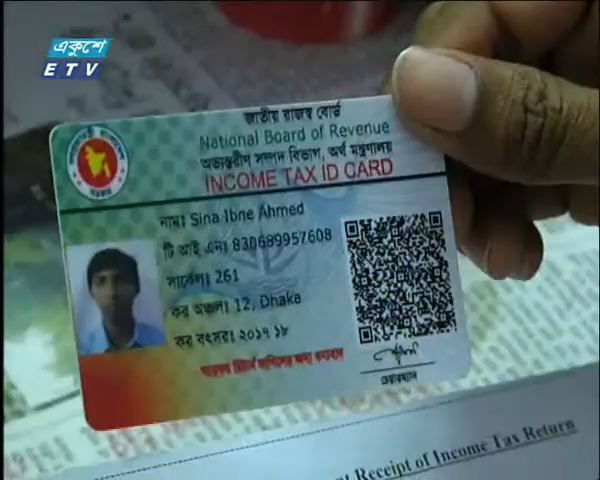 একুশে
ETV
জাতীয় রাজস্ব বোর্ড
National Board of Revenue
অভ্যন্তরীণ সম্পদ বিভাগ, অর্থ মন্ত্রণালয়
INCOME TAX ID CARD
নামঃ Sina Ibne Ahmed
টি আই এনঃ 830689957608
সার্কেলঃ 261
কর অঞ্চলঃ 12, Dhaka
কর বৎসরঃ ২০১৭ ১৮
চেয়ারম্যান
Receipt of Income Tax Return